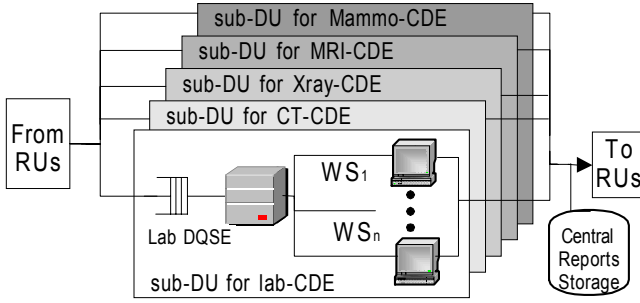 sub-DU for Mammo-CDE
sub-DU for MRI-CDE
sub-DU for Xray-CDE
sub-DU for CT-CDE
From
RUs
To
RUs
WS1
WSn
Lab DQSE
sub-DU for lab-CDE
Central
Reports
Storage